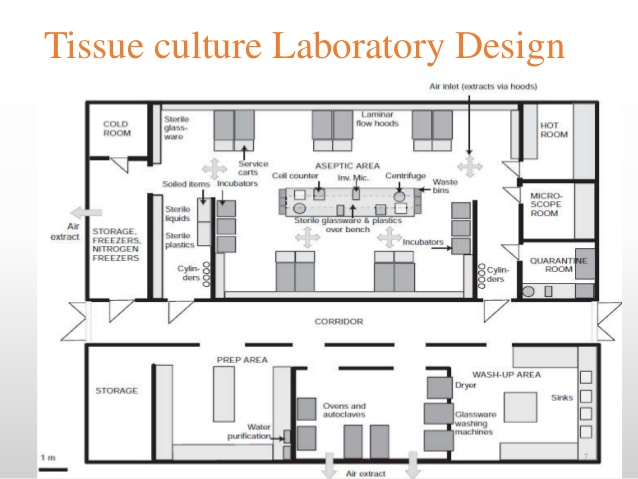 Tissue culture Laboratory Design
Air inlet (extracts via hoods)
COLD
ROOM
Sterile
glass-
ware
Laminar
flow hoods
HOT
ROOM
Service
carts
ASEPTIC AREA
Soiled items
Incubators
Cell counter
Inv. Mic.
Centrifuge
Waste
bins
MICRO-
SCOPE
ROOM
Air
extract
STORAGE,
FREEZERS,
NITROGEN
FREEZERS
Sterile
liquids
Sterile
plastics
Sterile glassware & plastics
over bench
Incubators
Cylin-
ders
Cylin-
ders
QUARANTINE
ROOM
CORRIDOR
STORAGE
PREP AREA
WASH-UP AREA
Dryer
Sinks
Ovens and
autoclaves
Glassware
washing
machines
Water
purification
1 m
Air extract